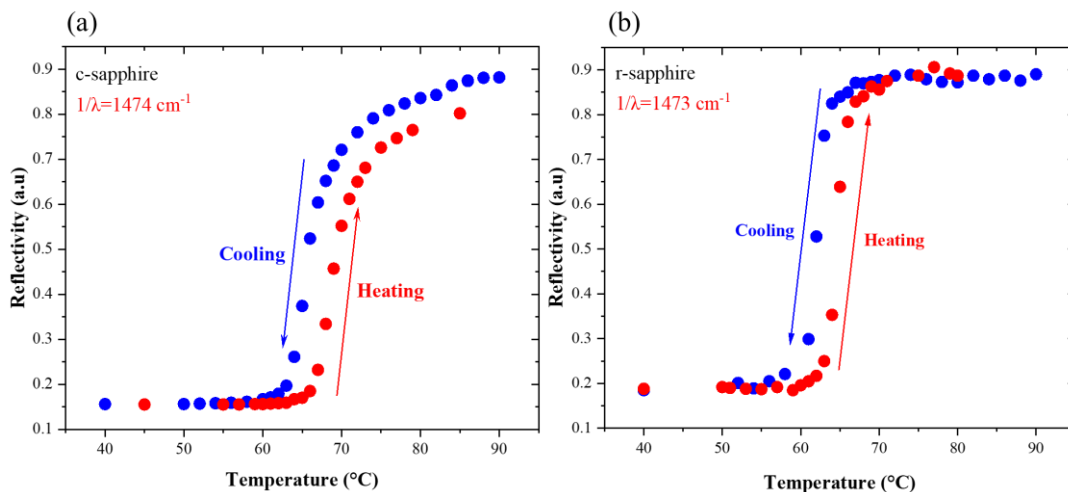 (a)
c-sapphire
1/λ=1474 cm⁻¹
Cooling
Heating
Reflectivity (a.u)
0.9
0.8
0.7
0.6
0.5
0.4
0.3
0.2
0.1
40 50 60 70 80 90
Temperature (°C)
(b)
r-sapphire
1/λ=1473 cm⁻¹
Cooling
Heating
Reflectivity (a.u)
0.9
0.8
0.7
0.6
0.5
0.4
0.3
0.2
0.1
40 50 60 70 80 90
Temperature (°C)